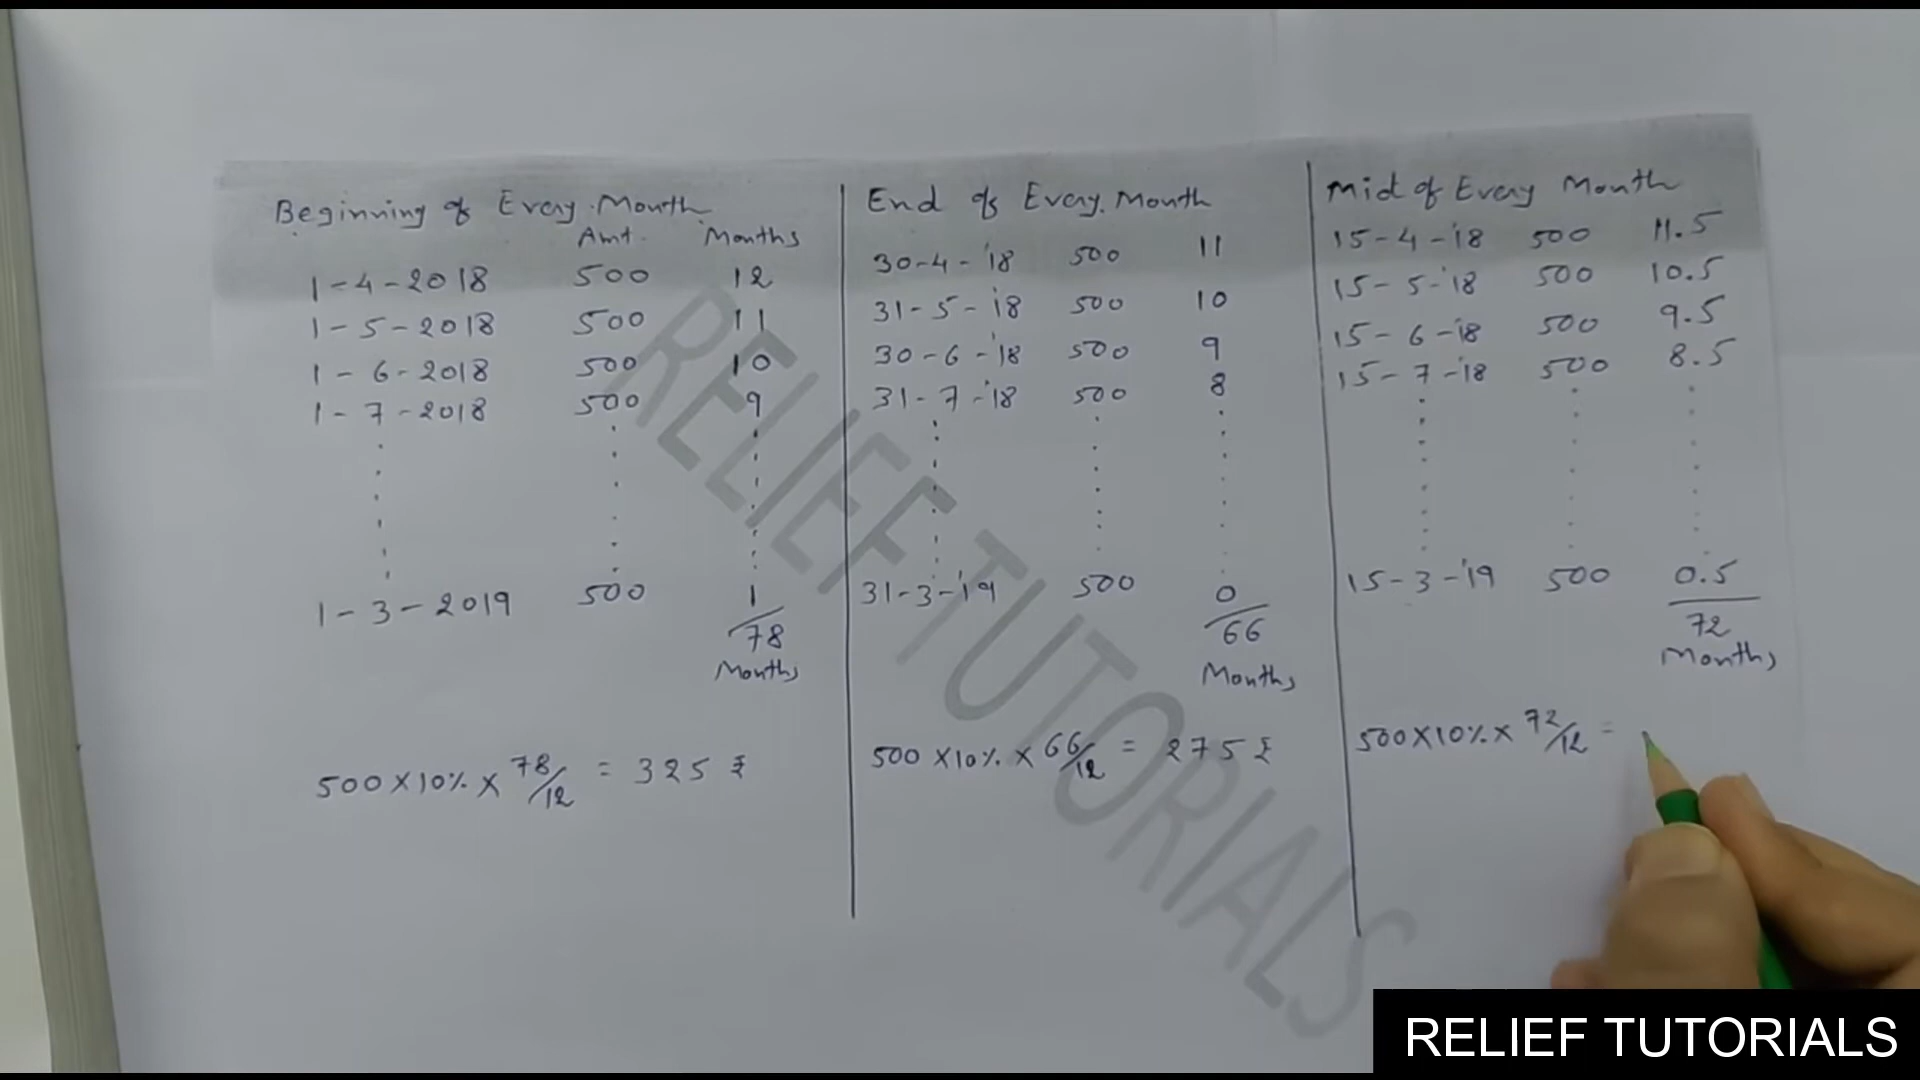 Beginning of Every Month
Amt. Months
1-4-2018 500 12
1-5-2018 500 11
1-6-2018 500 10
1-7-2018 500 9
1-3-2019 500 1
78
Months
500 X 10% X 78/12 = 325 ₹
End of Every Month
30-4-'18 500 11
31-5-'18 500 10
30-6-'18 500 9
31-7-'18 500 8
31-3-'19 500 0
66
Months
500 X 10% X 66/12 = 275 ₹
Mid of Every Month
15-4-'18 500 11.5
15-5-'18 500 10.5
15-6-'18 500 9.5
15-7-'18 500 8.5
15-3-'19 500 0.5
72
Months
500 X 10% X 72/12 =
RELIEF TUTORIALS
RELIEF TUTORIALS